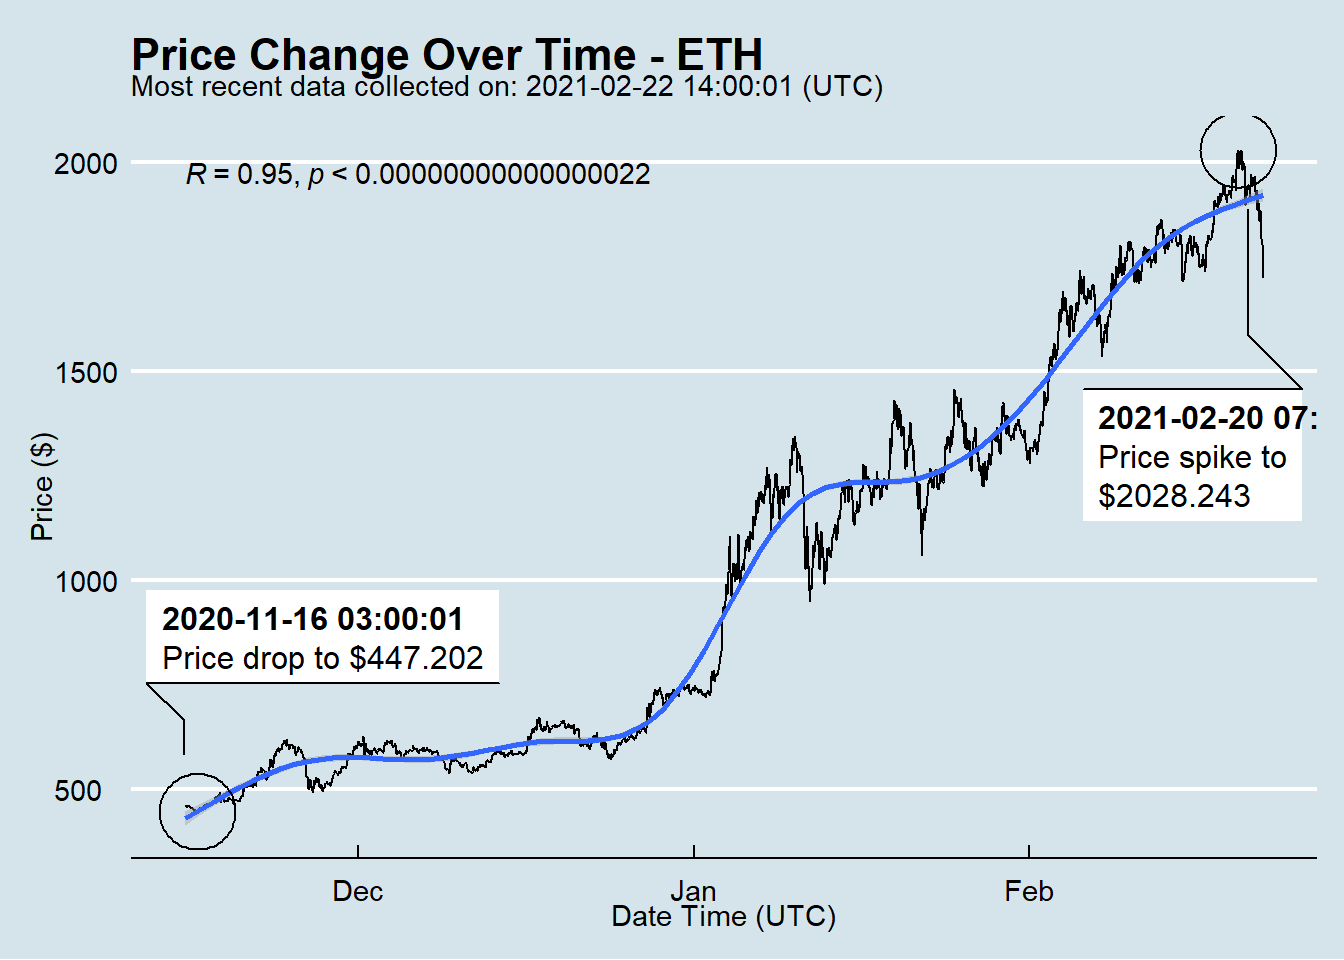 Price Change Over Time - ETH
Most recent data collected on: 2021-02-22 14:00:01 (UTC)
R = 0.95, p < 0.00000000000000022
2000
1500
1000
500
Price ($)
2020-11-16 03:00:01
Price drop to $447.202
2021-02-20 07:
Price spike to
$2028.243
Dec
Jan
Feb
Date Time (UTC)